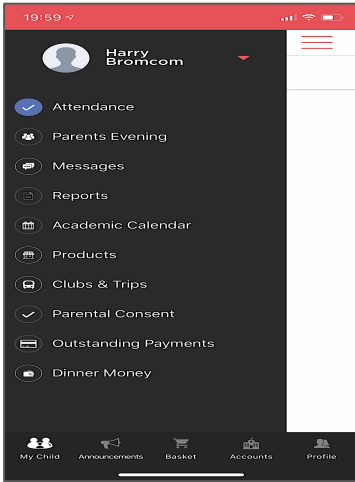 19:59
Harry
Bromcom
Attendance
Parents Evening
Messages
Reports
Academic Calendar
Products
Clubs & Trips
Parental Consent
Outstanding Payments
Dinner Money
My Child Announcements Basket Accounts Profile